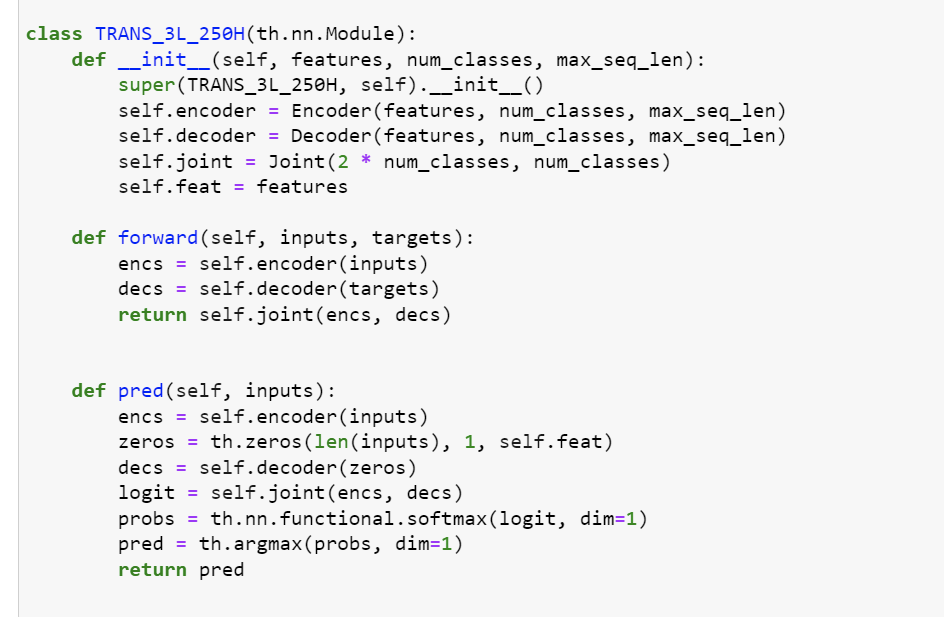 class TRANS_3L_250H(th.nn.Module):
    def __init__(self, features, num_classes, max_seq_len):
        super(TRANS_3L_250H, self).__init__()
        self.encoder = Encoder(features, num_classes, max_seq_len)
        self.decoder = Decoder(features, num_classes, max_seq_len)
        self.joint = Joint(2 * num_classes, num_classes)
        self.feat = features

    def forward(self, inputs, targets):
        encs = self.encoder(inputs)
        decs = self.decoder(targets)
        return self.joint(encs, decs)


    def pred(self, inputs):
        encs = self.encoder(inputs)
        zeros = th.zeros(len(inputs), 1, self.feat)
        decs = self.decoder(zeros)
        logit = self.joint(encs, decs)
        probs = th.nn.functional.softmax(logit, dim=1)
        pred = th.argmax(probs, dim=1)
        return pred